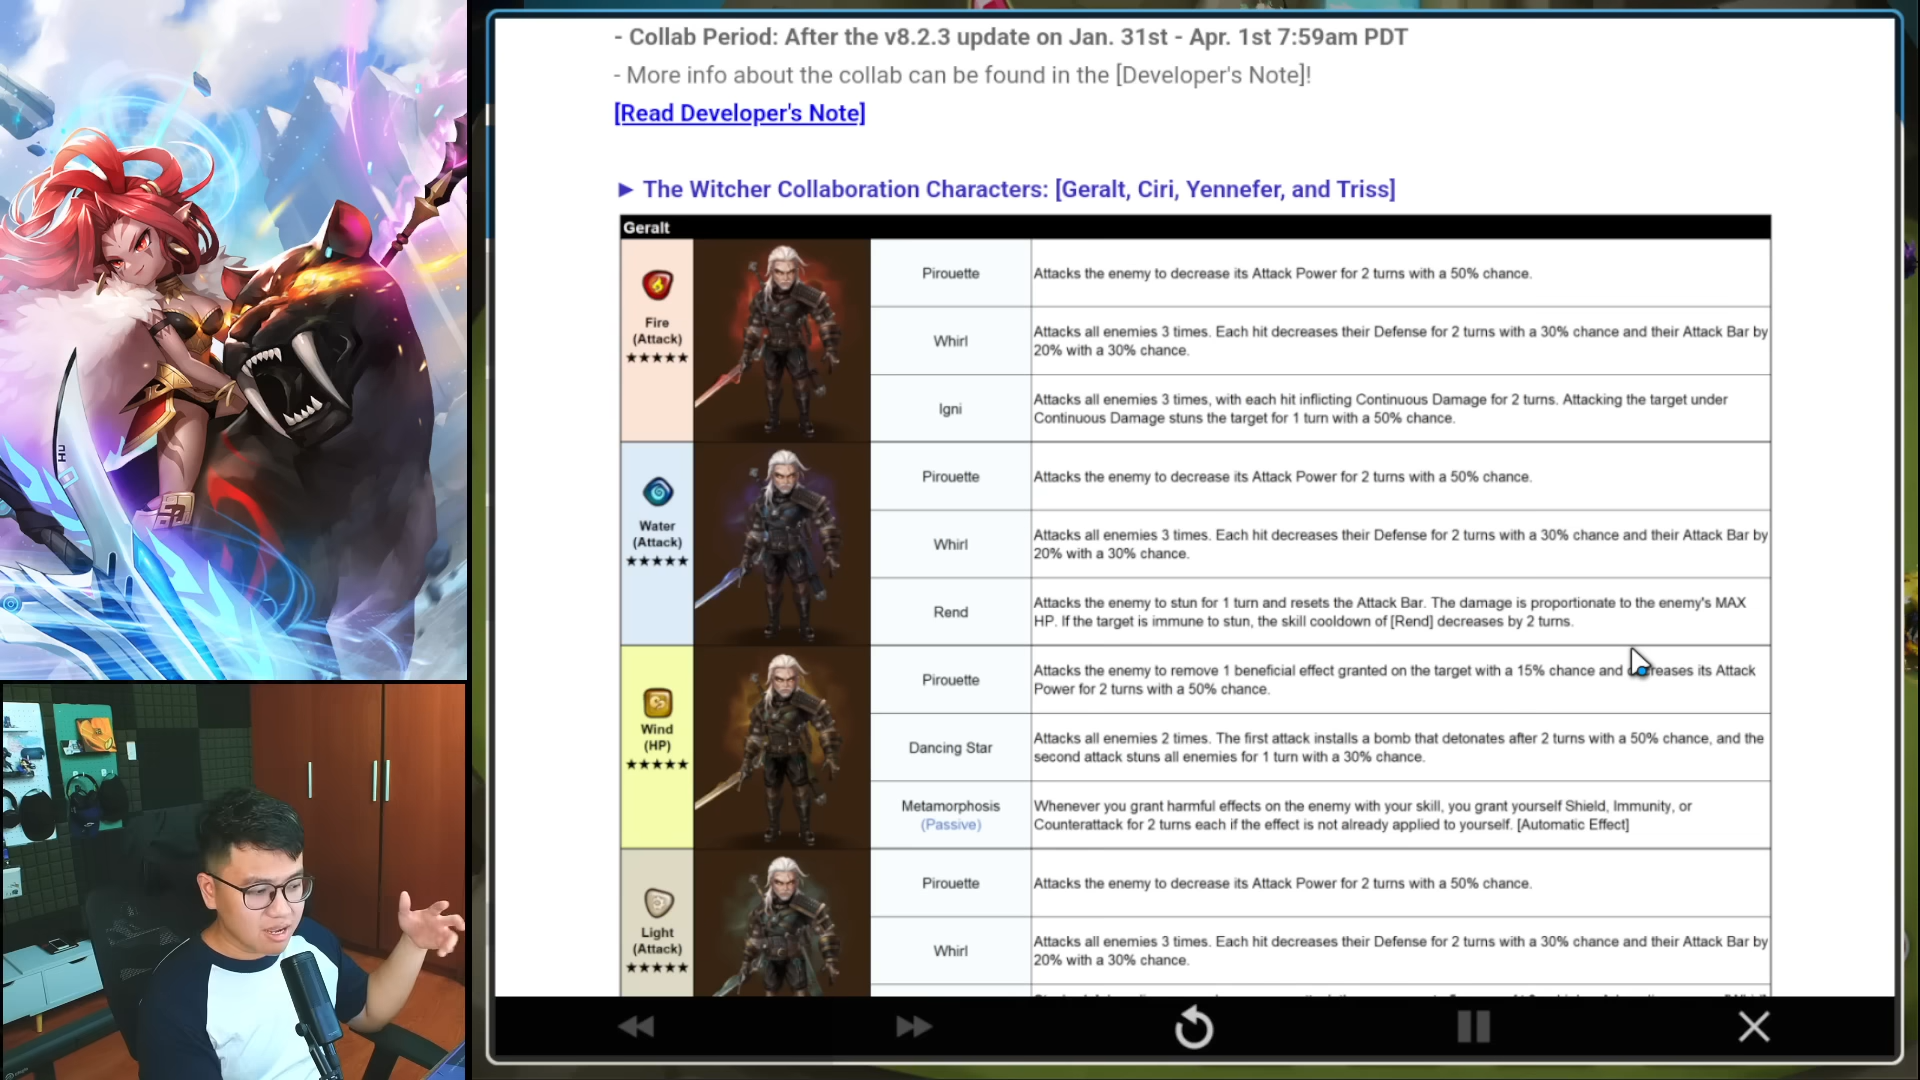 - Collab Period: After the v8.2.3 update on Jan. 31st - Apr. 1st 7:59am PDT
- More info about the collab can be found in the [Developer's Note]!
[Read Developer's Note]
► The Witcher Collaboration Characters: [Geralt, Ciri, Yennefer, and Triss]
Geralt
Fire
(Attack)
★★★★★
Pirouette
Attacks the enemy to decrease its Attack Power for 2 turns with a 50% chance.
Whirl
Attacks all enemies 3 times. Each hit decreases their Defense for 2 turns with a 30% chance and their Attack Bar by
20% with a 30% chance.
Igni
Attacks all enemies 3 times, with each hit inflicting Continuous Damage for 2 turns. Attacking the target under
Continuous Damage stuns the target for 1 turn with a 50% chance.
Water
(Attack)
★★★★★
Pirouette
Attacks the enemy to decrease its Attack Power for 2 turns with a 50% chance.
Whirl
Attacks all enemies 3 times. Each hit decreases their Defense for 2 turns with a 30% chance and their Attack Bar by
20% with a 30% chance.
Rend
Attacks the enemy to stun for 1 turn and resets the Attack Bar. The damage is proportionate to the enemy's MAX
HP. If the target is immune to stun, the skill cooldown of [Rend] decreases by 2 turns.
Wind
(HP)
★★★★★
Pirouette
Attacks the enemy to remove 1 beneficial effect granted on the target with a 15% chance and its Attack
Power for 2 turns with a 50% chance.
Dancing Star
Attacks all enemies 2 times. The first attack installs a bomb that detonates after 2 turns with a 50% chance, and the
second attack stuns all enemies for 1 turn with a 30% chance.
Metamorphosis
(Passive)
Whenever you grant harmful effects on the enemy with your skill, you grant yourself Shield, Immunity, or
Counterattack for 2 turns each if the effect is not already applied to yourself. [Automatic Effect]
Light
(Attack)
★★★★★
Pirouette
Attacks the enemy to decrease its Attack Power for 2 turns with a 50% chance.
Whirl
Attacks all enemies 3 times. Each hit decreases their Defense for 2 turns with a 30% chance and their Attack Bar by
20% with a 30% chance.